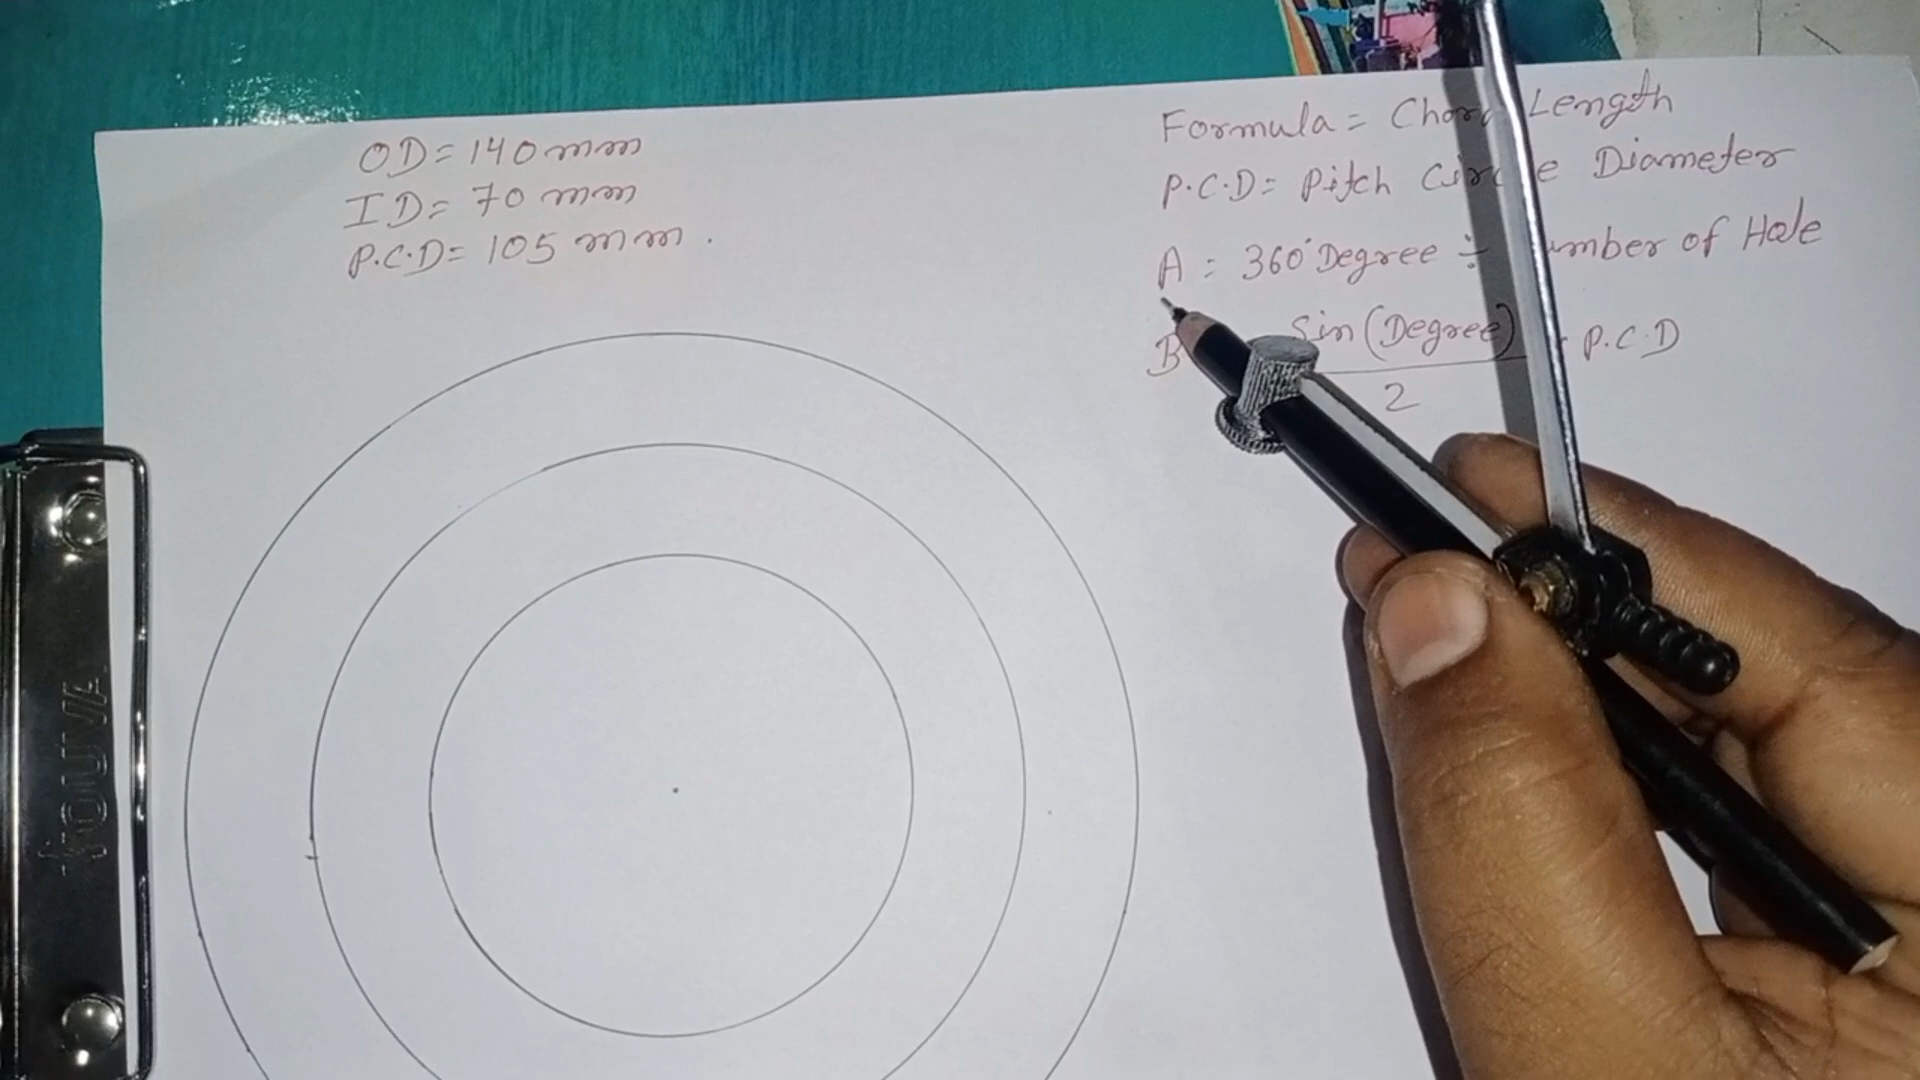 OD= 140 mm
ID= 70 mm
P.C.D= 105 mm.
Formula = Length
P.C.D= Pitch Diameter
A = 360° Degree ÷ of Hole
B Sin (Degree) P.C.D
2